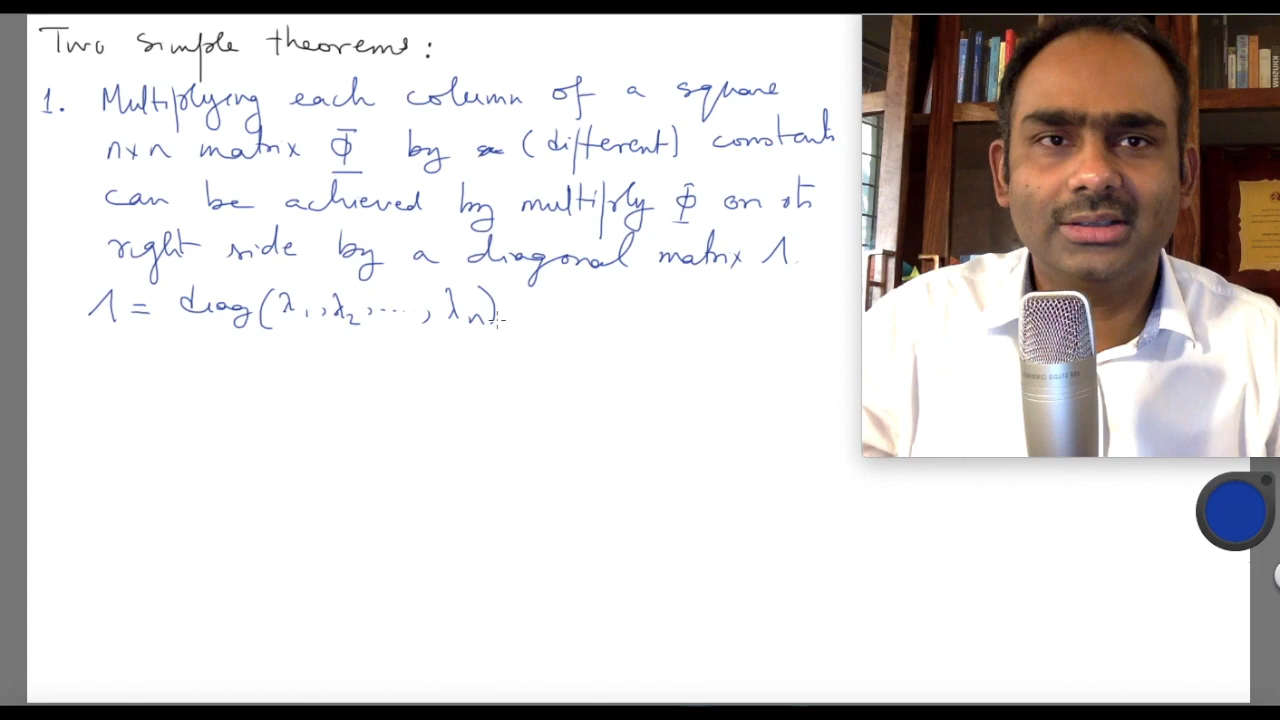 Two simple theorems:
1. Multiplying each column of a square
n×n matrix Φ by (different) constants
can be achieved by multiply Φ on its
right side by a diagonal matrix Λ.
Λ = diag(λ₁, λ₂, ..., λₙ)